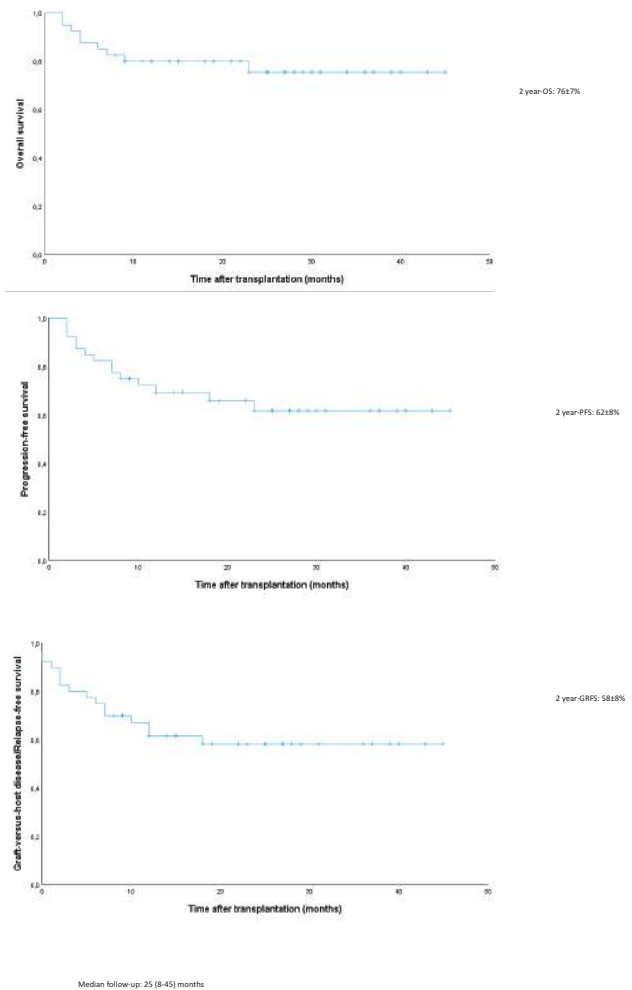 1,0
0,8
0,6
0,4
0,2
0,0
Overall survival
0 10 20 30 40 50
Time after transplantation (months)
2 year-OS: 76±7%
1,0
0,8
0,6
0,4
0,2
0,0
Progression-free survival
0 10 20 30 40 50
Time after transplantation (months)
2 year-PFS: 62±8%
1,0
0,8
0,6
0,4
0,2
0,0
Graft-versus-host disease/Relapse-free survival
0 10 20 30 40 50
Time after transplantation (months)
2 year-GRFS: 58±8%
Median follow-up: 25 (8-45) months